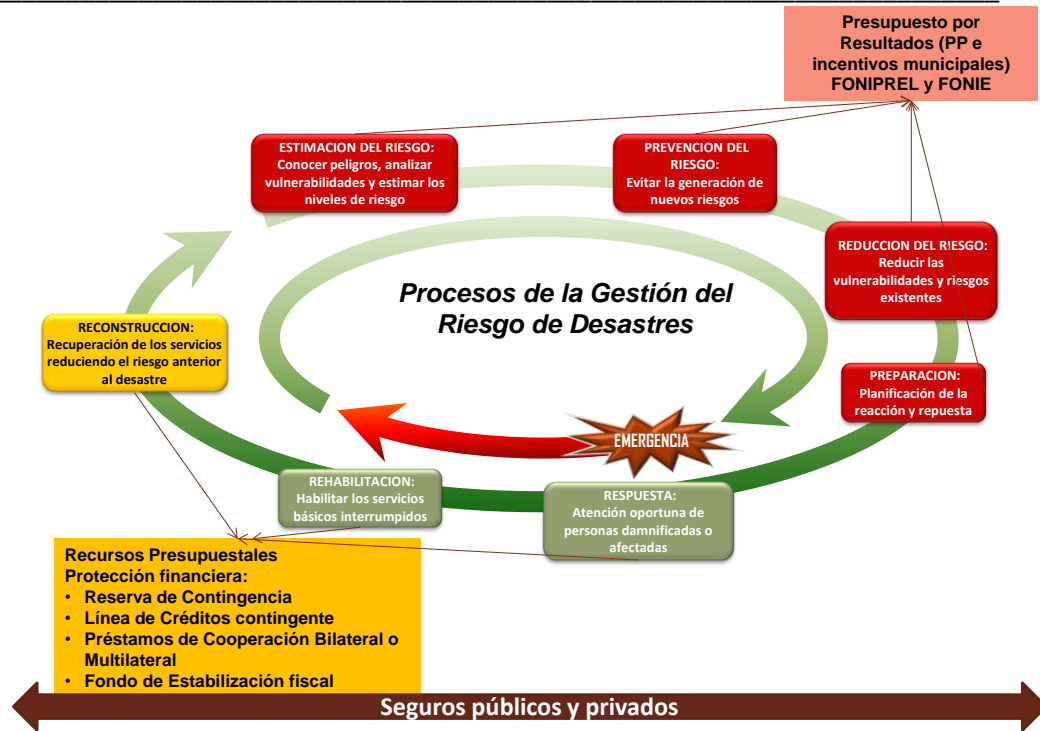 Presupuesto por
Resultados (PP e
incentivos municipales)
FONIPREL y FONIE
ESTIMACION DEL RIESGO:
Conocer peligros, analizar
vulnerabilidades y estimar los
niveles de riesgo
PREVENCION DEL
RIESGO:
Evitar la generación de
nuevos riesgos
REDUCCION DEL RIESGO:
Reducir las
vulnerabilidades y riesgos
existentes
Procesos de la Gestión del
Riesgo de Desastres
RECONSTRUCCION:
Recuperación de los servicios
reduciendo el riesgo anterior
al desastre
PREPARACION:
Planificación de la
reacción y repuesta
EMERGENCIA
REHABILITACION:
Habilitar los servicios
básicos interrumpidos
RESPUESTA:
Atención oportuna de
personas damnificadas o
afectadas
Recursos Presupuestales
Protección financiera:
• Reserva de Contingencia
• Línea de Créditos contingente
• Préstamos de Cooperación Bilateral o
Multilateral
• Fondo de Estabilización fiscal
Seguros públicos y privados